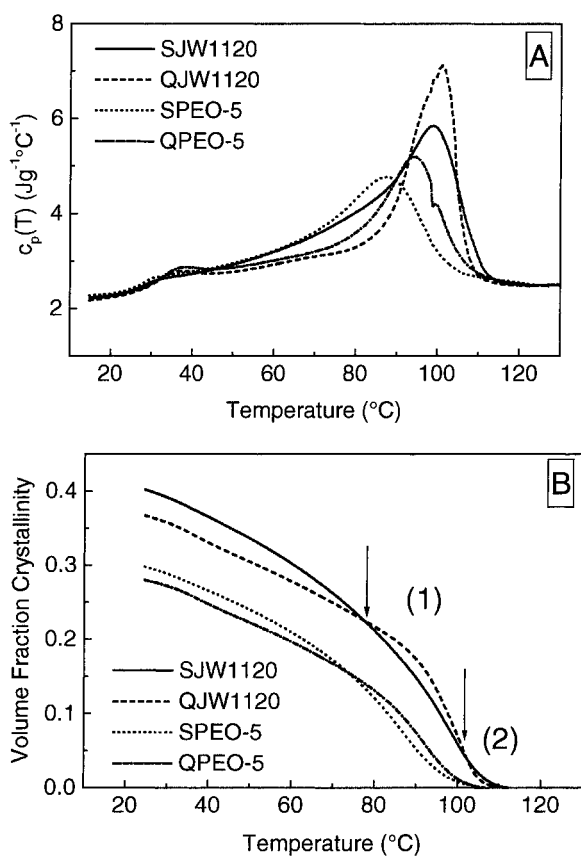 A
SJW1120
QJW1120
SPEO-5
QPEO-5
8
6
4
2
c_p(T) (Jg⁻¹°C⁻¹)
20 40 60 80 100 120
Temperature (°C)
B
0.4
0.3
0.2
0.1
0.0
Volume Fraction Crystallinity
(1)
(2)
SJW1120
QJW1120
SPEO-5
QPEO-5
20 40 60 80 100 120
Temperature (°C)